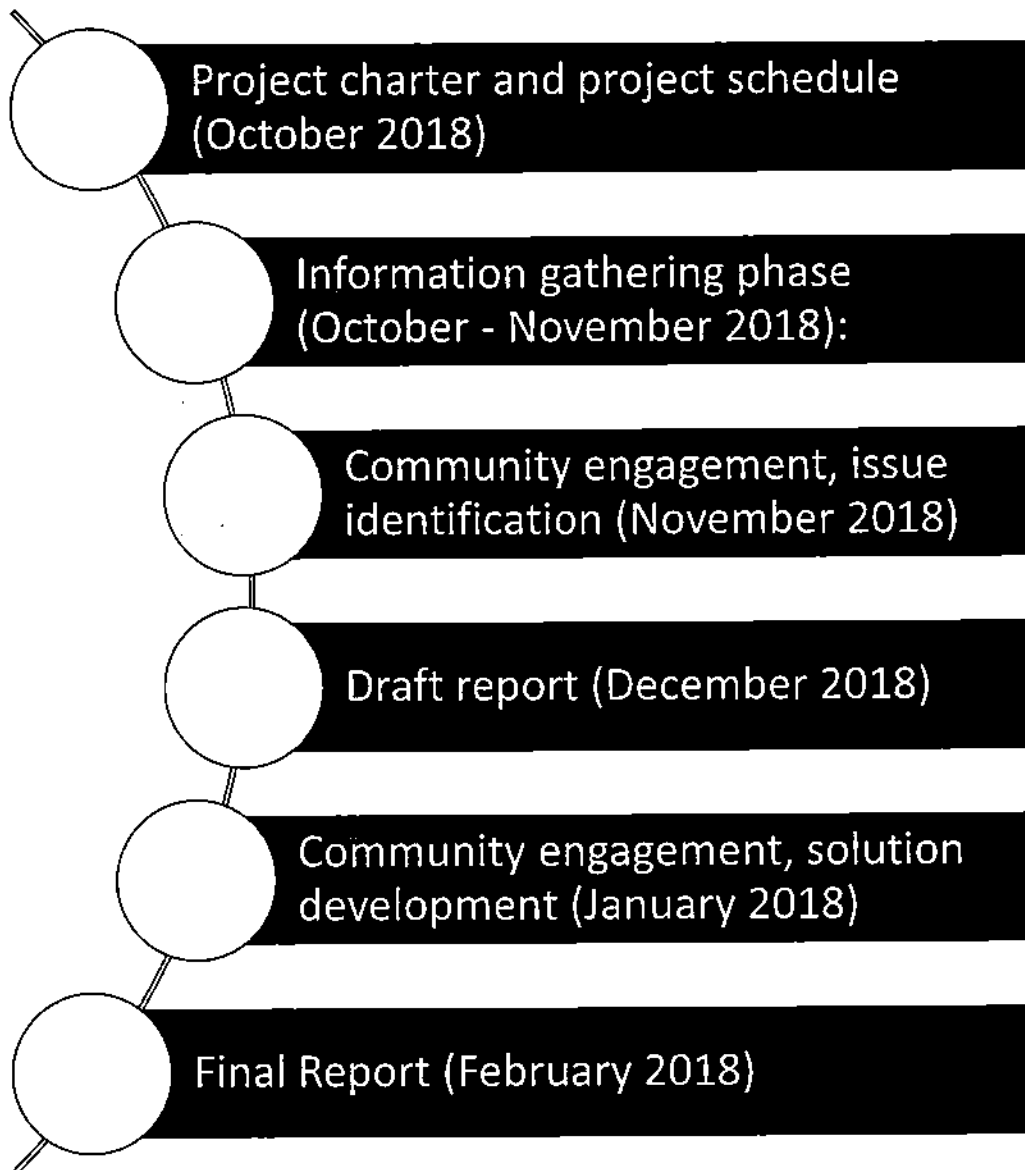 Project charter and project schedule
(October 2018)
Information gathering phase
(October - November 2018):
Community engagement, issue
identification (November 2018)
Draft report (December 2018)
Community engagement, solution
development (January 2018)
Final Report (February 2018)